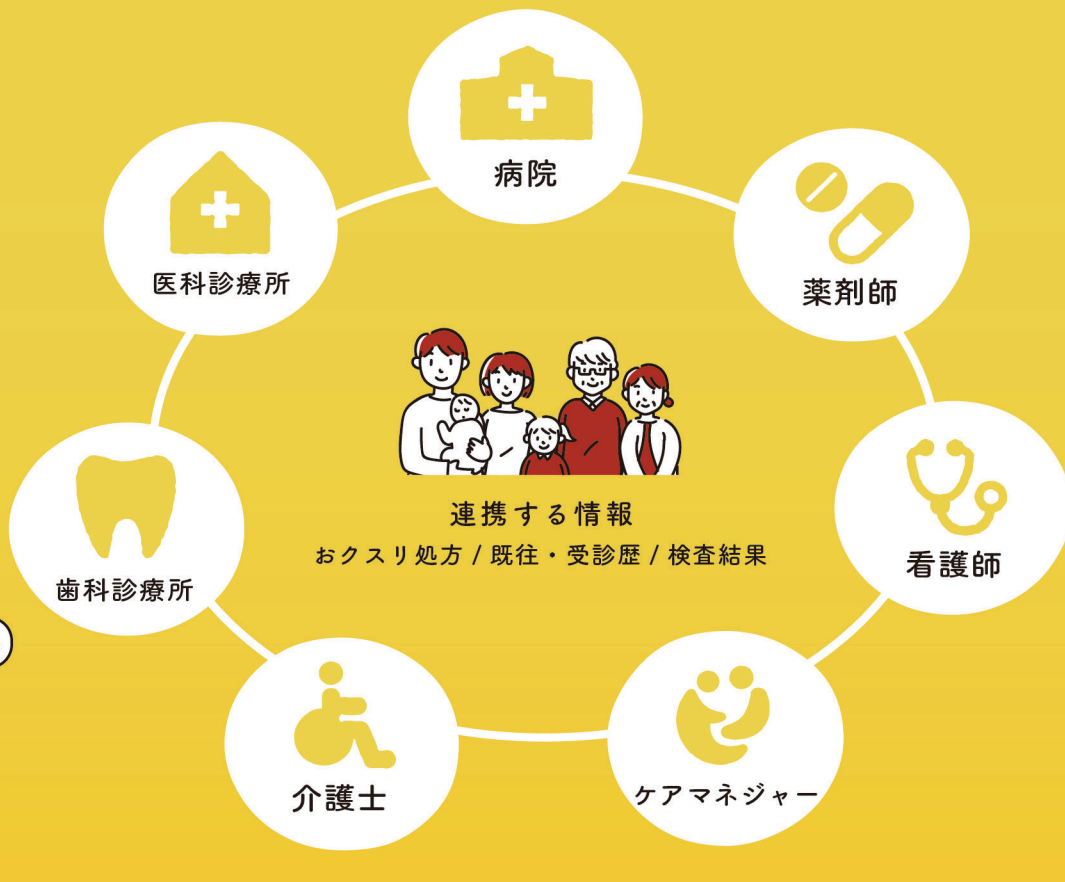 病院
医科診療所
薬剤師
連携する情報
おクスリ処方 / 既往・受診歴 / 検査結果
歯科診療所
看護師
介護士
ケアマネジャー